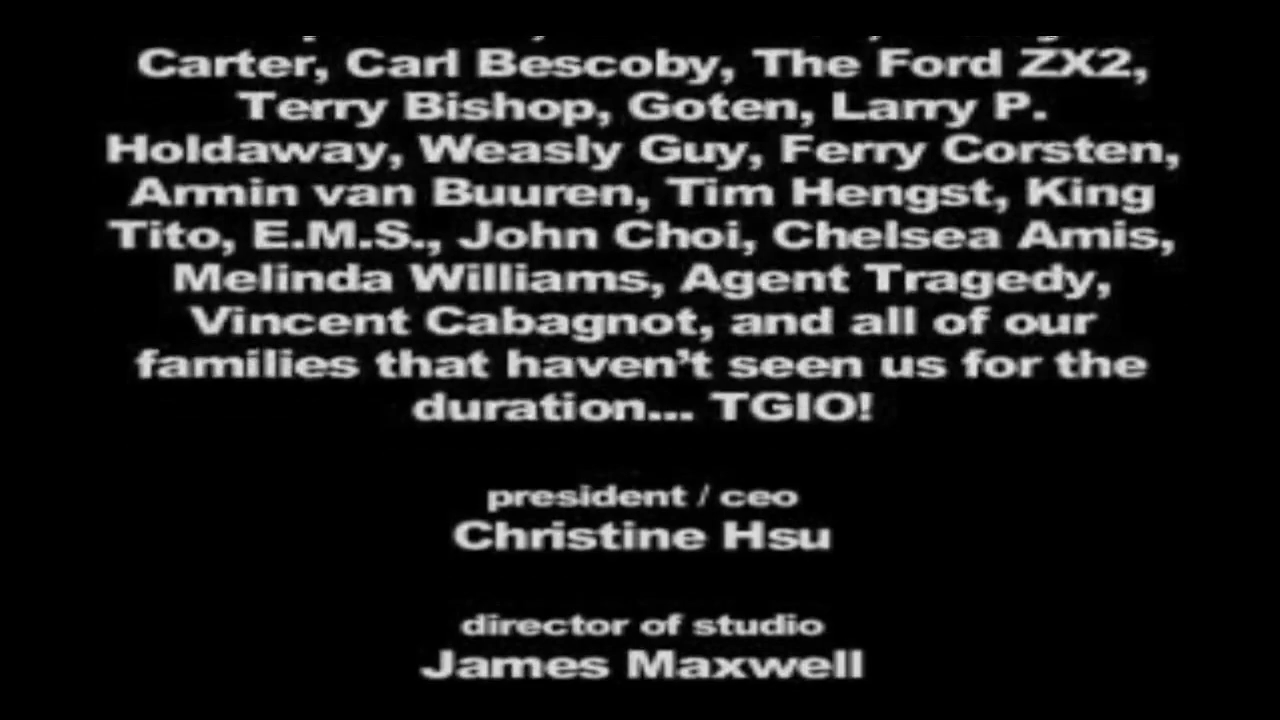 Carter, Carl Bescoby, The Ford ZX2,
Terry Bishop, Goten, Larry P.
Holdaway, Weasly Guy, Ferry Corsten,
Armin van Buuren, Tim Hengst, King
Tito, E.M.S., John Choi, Chelsea Amis,
Melinda Williams, Agent Tragedy,
Vincent Cabagnot, and all of our
families that haven’t seen us for the
duration... TGIO!
president / ceo
Christine Hsu
director of studio
James Maxwell